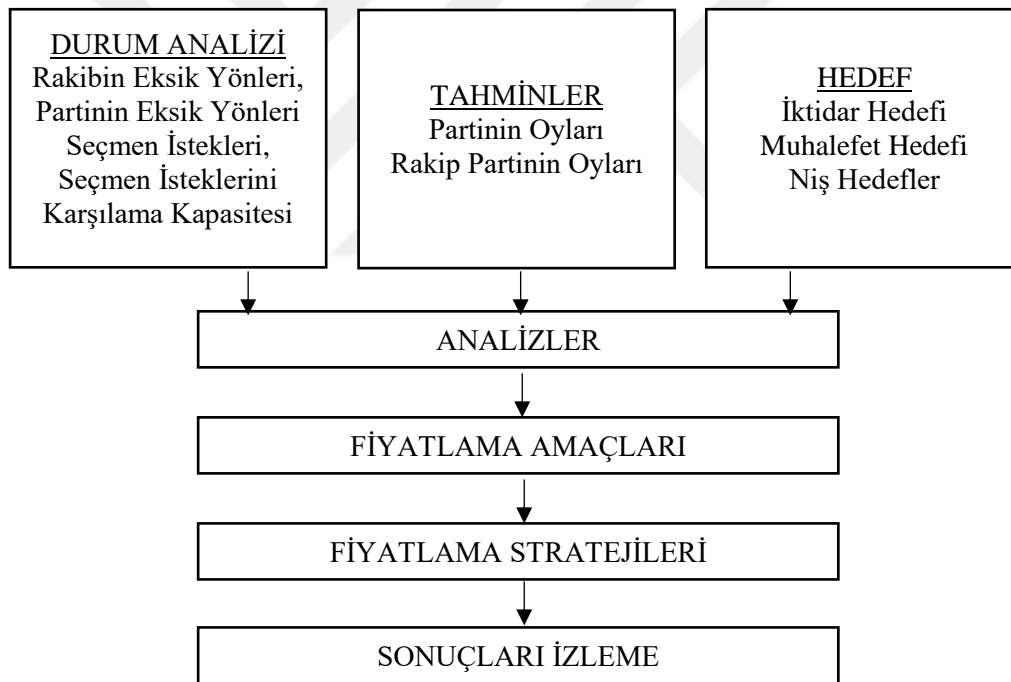 DURUM ANALİZİ
Rakibin Eksik Yönleri,
Partinin Eksik Yönleri
Seçmen İstekleri,
Seçmen İsteklerini
Karşılama Kapasitesi
TAHMİNLER
Partinin Oyları
Rakip Partinin Oyları
HEDEF
İktidar Hedefi
Muhalefet Hedefi
Niş Hedefler
ANALİZLER
FİYATLAMA AMAÇLARI
FİYATLAMA STRATEJİLERİ
SONUÇLARI İZLEME